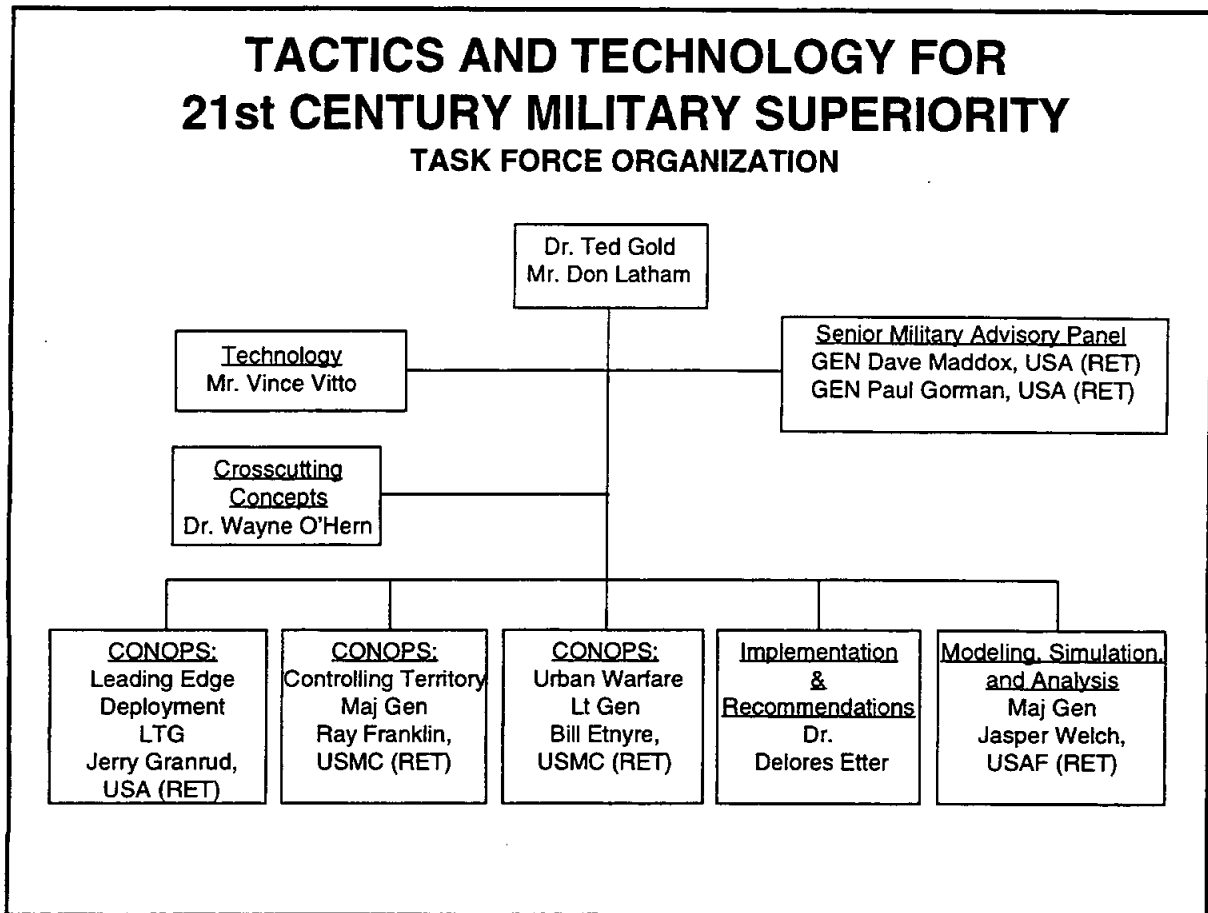 TACTICS AND TECHNOLOGY FOR
21st CENTURY MILITARY SUPERIORITY
TASK FORCE ORGANIZATION
Dr. Ted Gold
Mr. Don Latham
Technology
Mr. Vince Vitto
Senior Military Advisory Panel
GEN Dave Maddox, USA (RET)
GEN Paul Gorman, USA (RET)
Crosscutting
Concepts
Dr. Wayne O'Hern
CONOPS:
Leading Edge
Deployment
LTG
Jerry Granrud,
USA (RET)
CONOPS:
Controlling Territory
Maj Gen
Ray Franklin,
USMC (RET)
CONOPS:
Urban Warfare
Lt Gen
Bill Etnyre,
USMC (RET)
Implementation
&
Recommendations
Dr.
Delores Etter
Modeling, Simulation,
and Analysis
Maj Gen
Jasper Welch,
USAF (RET)